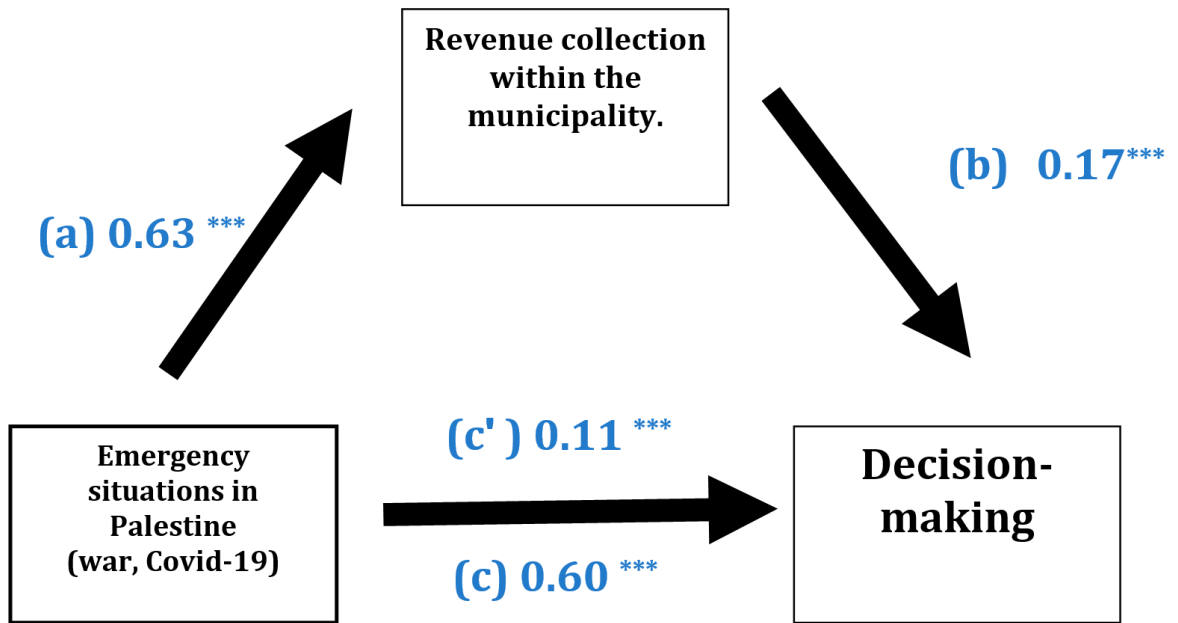 Revenue collection
within the
municipality.
(a) 0.63 ***
(b) 0.17***
(c' ) 0.11 ***
Emergency
situations in
Palestine
(war, Covid-19)
Decision-
making
(c) 0.60 ***